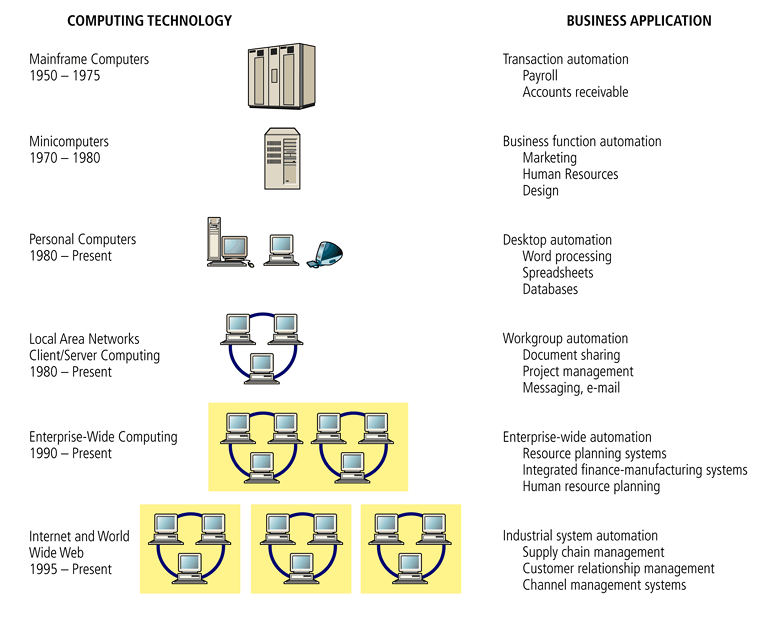 COMPUTING TECHNOLOGY
BUSINESS APPLICATION
Mainframe Computers
1950 – 1975
Transaction automation
Payroll
Accounts receivable
Minicomputers
1970 – 1980
Business function automation
Marketing
Human Resources
Design
Personal Computers
1980 – Present
Desktop automation
Word processing
Spreadsheets
Databases
Local Area Networks
Client/Server Computing
1980 – Present
Workgroup automation
Document sharing
Project management
Messaging, e-mail
Enterprise-Wide Computing
1990 – Present
Enterprise-wide automation
Resource planning systems
Integrated finance-manufacturing systems
Human resource planning
Internet and World
Wide Web
1995 – Present
Industrial system automation
Supply chain management
Customer relationship management
Channel management systems